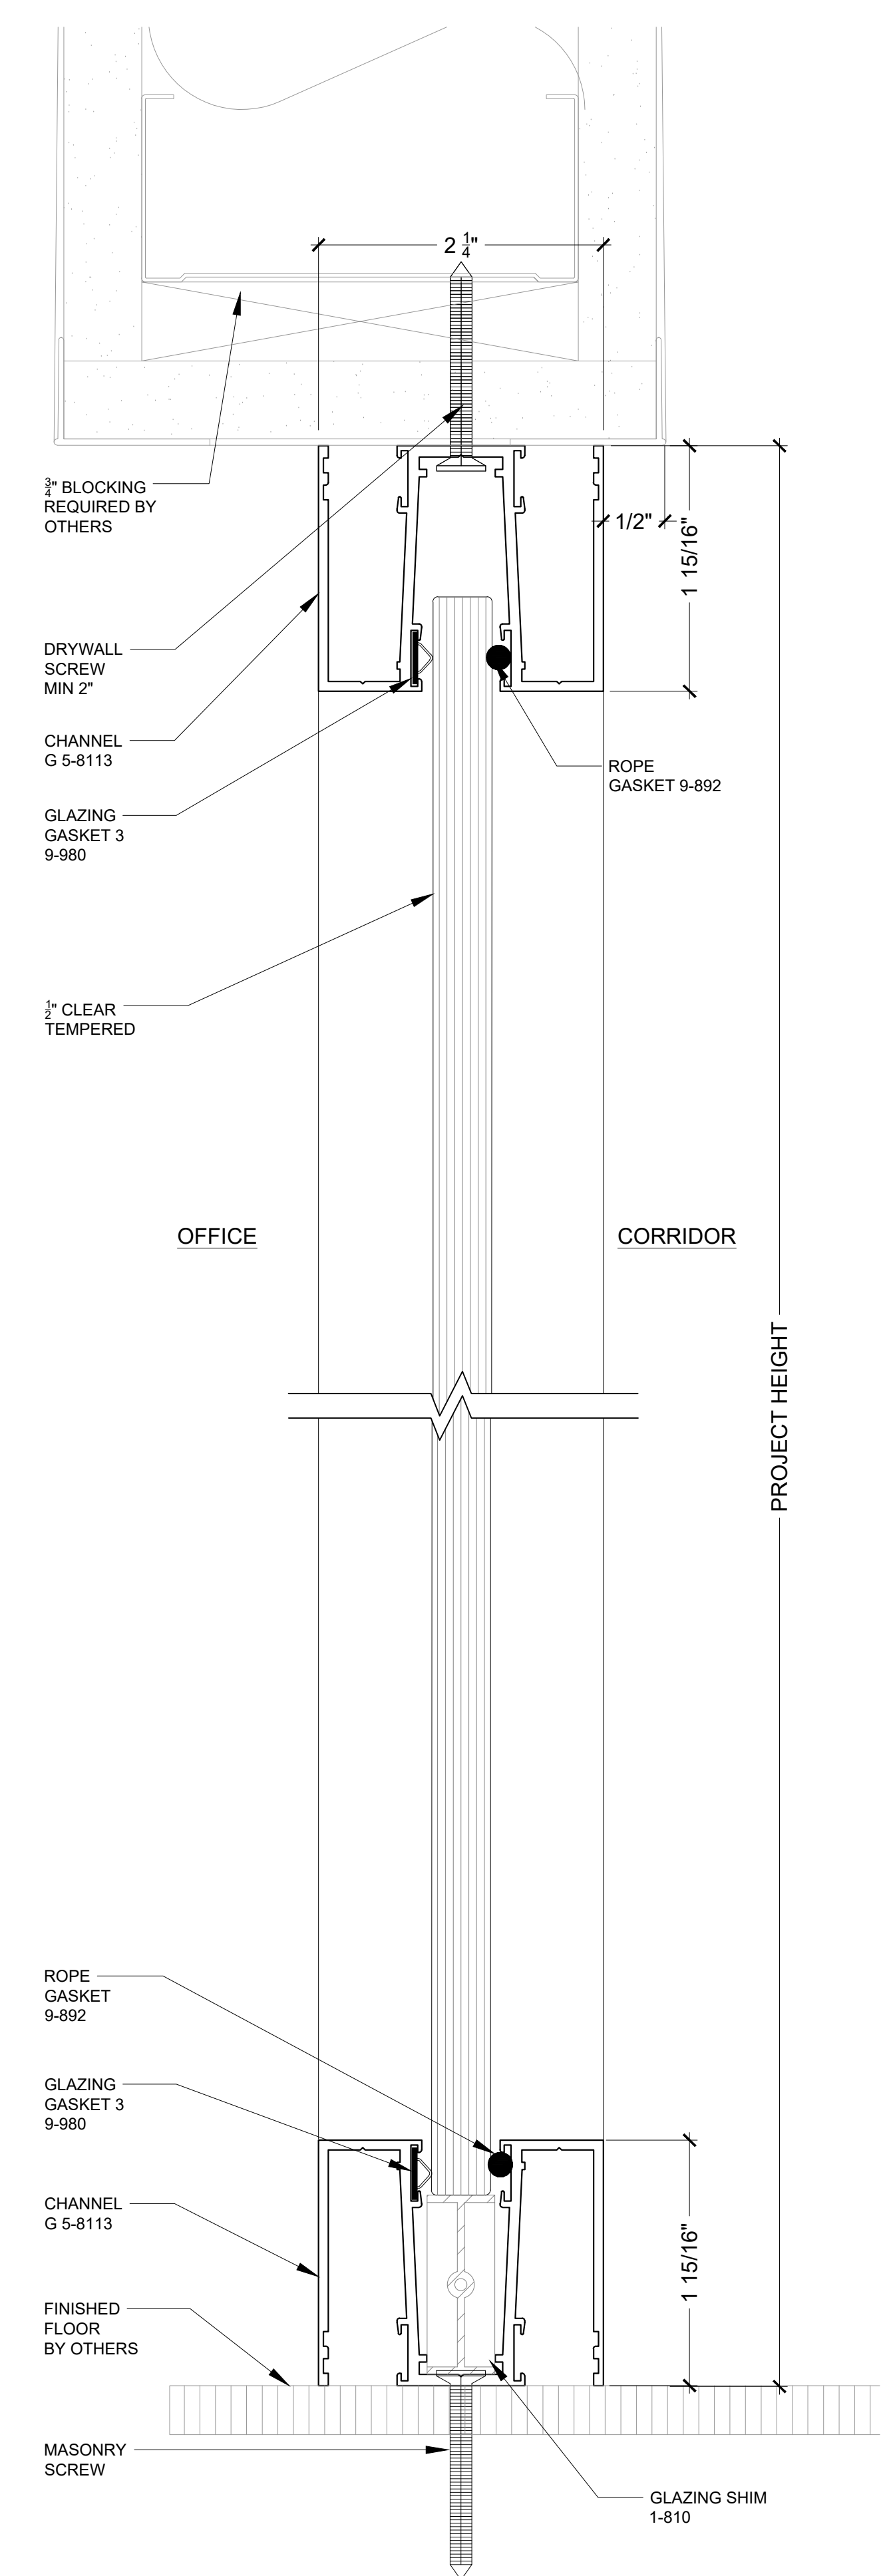 2 1/4"
3/4" BLOCKING
REQUIRED BY
OTHERS
1/2"
1 15/16"
DRYWALL
SCREW
MIN 2"
CHANNEL
G 5-8113
ROPE
GASKET 9-892
GLAZING
GASKET 3
9-980
1/2" CLEAR
TEMPERED
OFFICE
CORRIDOR
PROJECT HEIGHT
ROPE
GASKET
9-892
GLAZING
GASKET 3
9-980
CHANNEL
G 5-8113
1 15/16"
FINISHED
FLOOR
BY OTHERS
MASONRY
SCREW
GLAZING SHIM
1-810